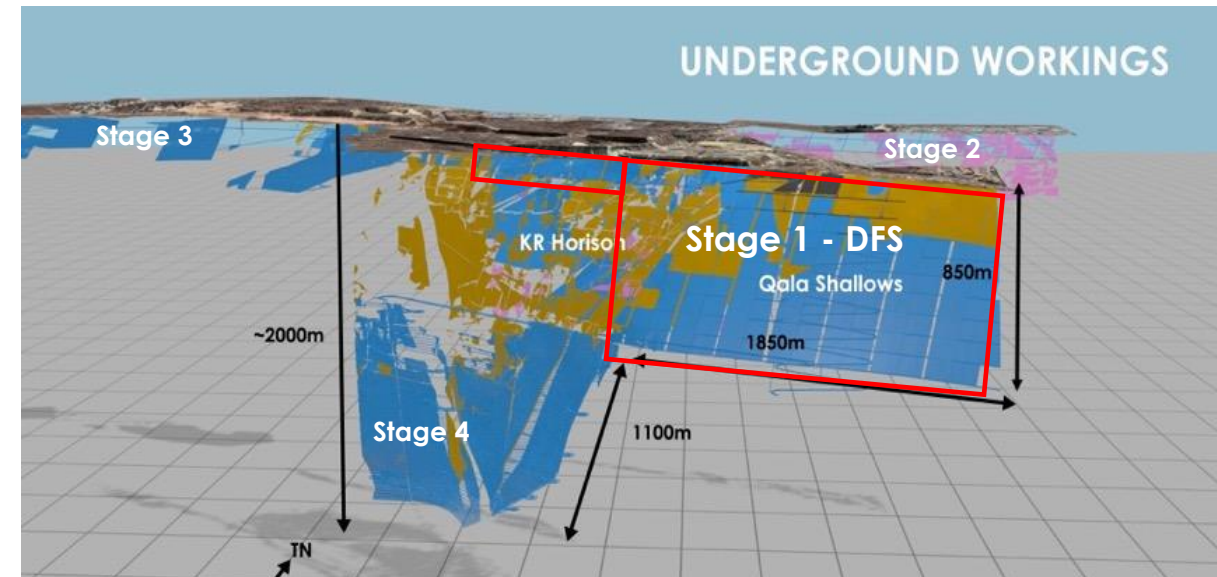 UNDERGROUND WORKINGS
Stage 3
Stage 2
KR Horison
Stage 1 - DFS
Qala Shallows
850m
~2000m
1850m
Stage 4
1100m
TN